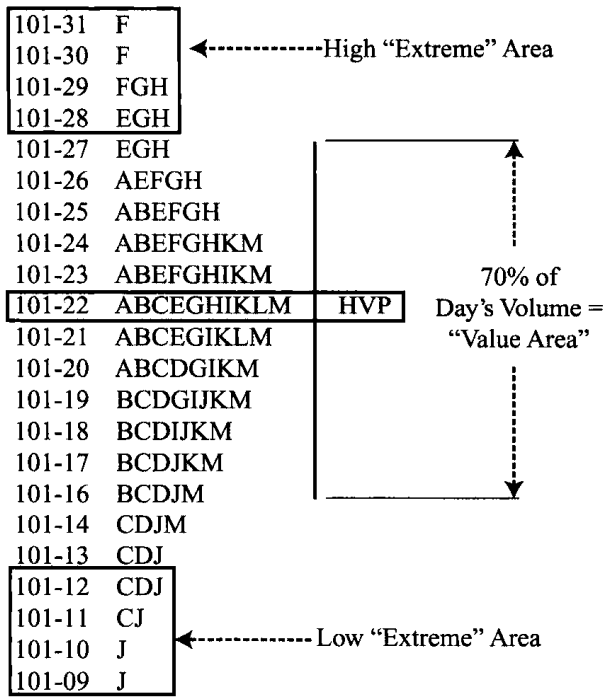 101-31 F
101-30 F
High “Extreme” Area
101-29 FGH
101-28 EGH
101-27 EGH
101-26 AEFGH
101-25 ABEFGH
101-24 ABEFGHKM
101-23 ABEFGHIKM
101-22 ABCEGHIKLM HVP
70% of
Day’s Volume =
“Value Area”
101-21 ABCEGIKLM
101-20 ABCDGIKM
101-19 BCDGIJKM
101-18 BCDIJKM
101-17 BCDJKM
101-16 BCDJM
101-14 CDJM
101-13 CDJ
101-12 CDJ
101-11 CJ
101-10 J
Low “Extreme” Area
101-09 J